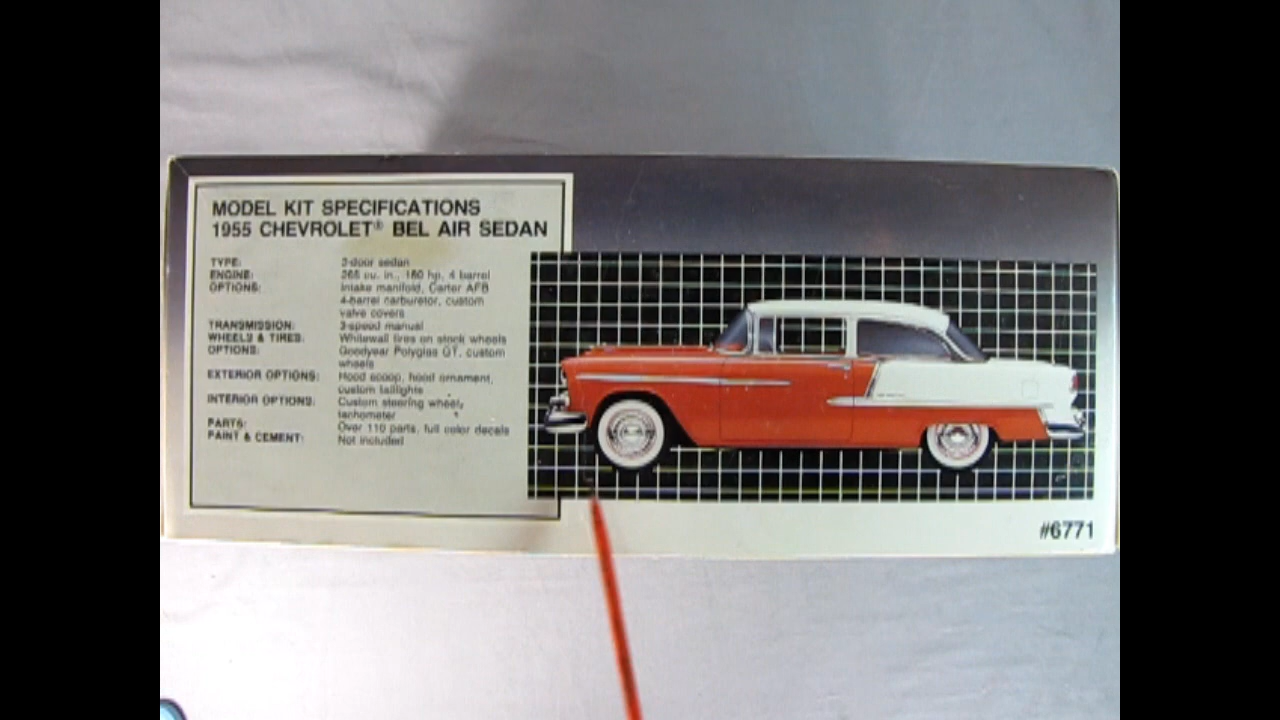 MODEL KIT SPECIFICATIONS
1955 CHEVROLET® BEL AIR SEDAN
TYPE: 2-door sedan
ENGINE: 265 cu. in., 180 hp, 4 barrel
OPTIONS: intake manifold, Carter AFB
4-barrel carburetor, custom
valve covers
TRANSMISSION: 3-speed manual
WHEELS & TIRES: Whitewall tires on stock wheels
OPTIONS: Goodyear Polyglas GT, custom
wheels
EXTERIOR OPTIONS: Hood scoop, hood ornament,
custom taillights
INTERIOR OPTIONS: Custom steering wheel,
tachometer
PARTS: Over 110 parts, full color decals
PAINT & CEMENT: Not included
#6771